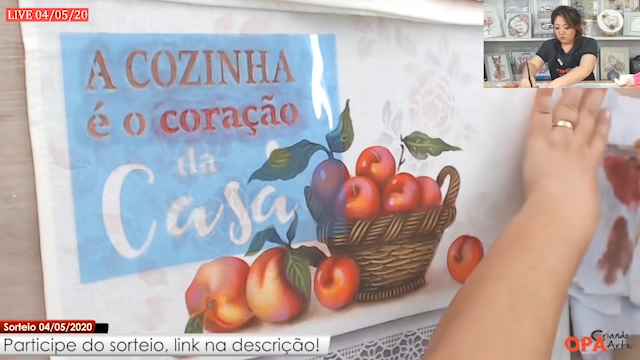 LIVE 04/05/20
A COZINHA
é o coração
da
Casa
Sorteio 04/05/2020
Participe do sorteio, link na descrição!
Criando
OPA Arte